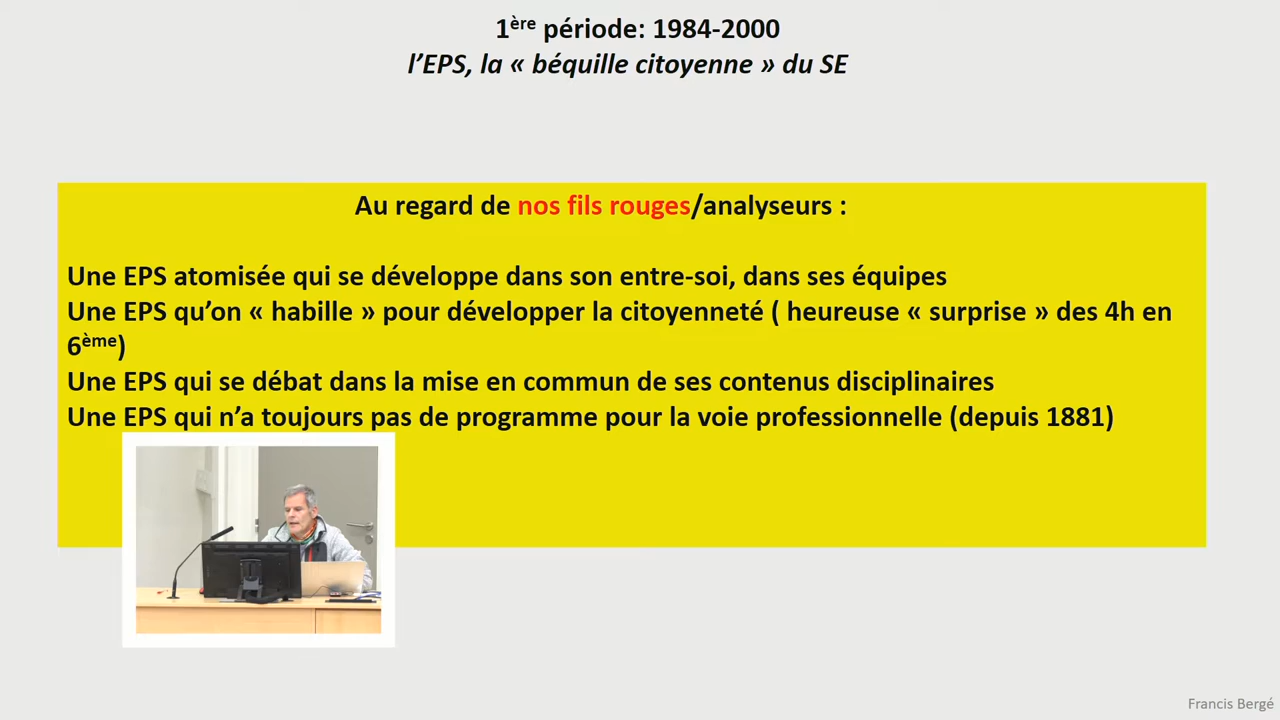 1ère période: 1984-2000
l’EPS, la « béquille citoyenne » du SE
Au regard de nos fils rouges/analyseurs :
Une EPS atomisée qui se développe dans son entre-soi, dans ses équipes
Une EPS qu’on « habille » pour développer la citoyenneté ( heureuse « surprise » des 4h en
6ème)
Une EPS qui se débat dans la mise en commun de ses contenus disciplinaires
Une EPS qui n’a toujours pas de programme pour la voie professionnelle (depuis 1881)
Francis Bergé